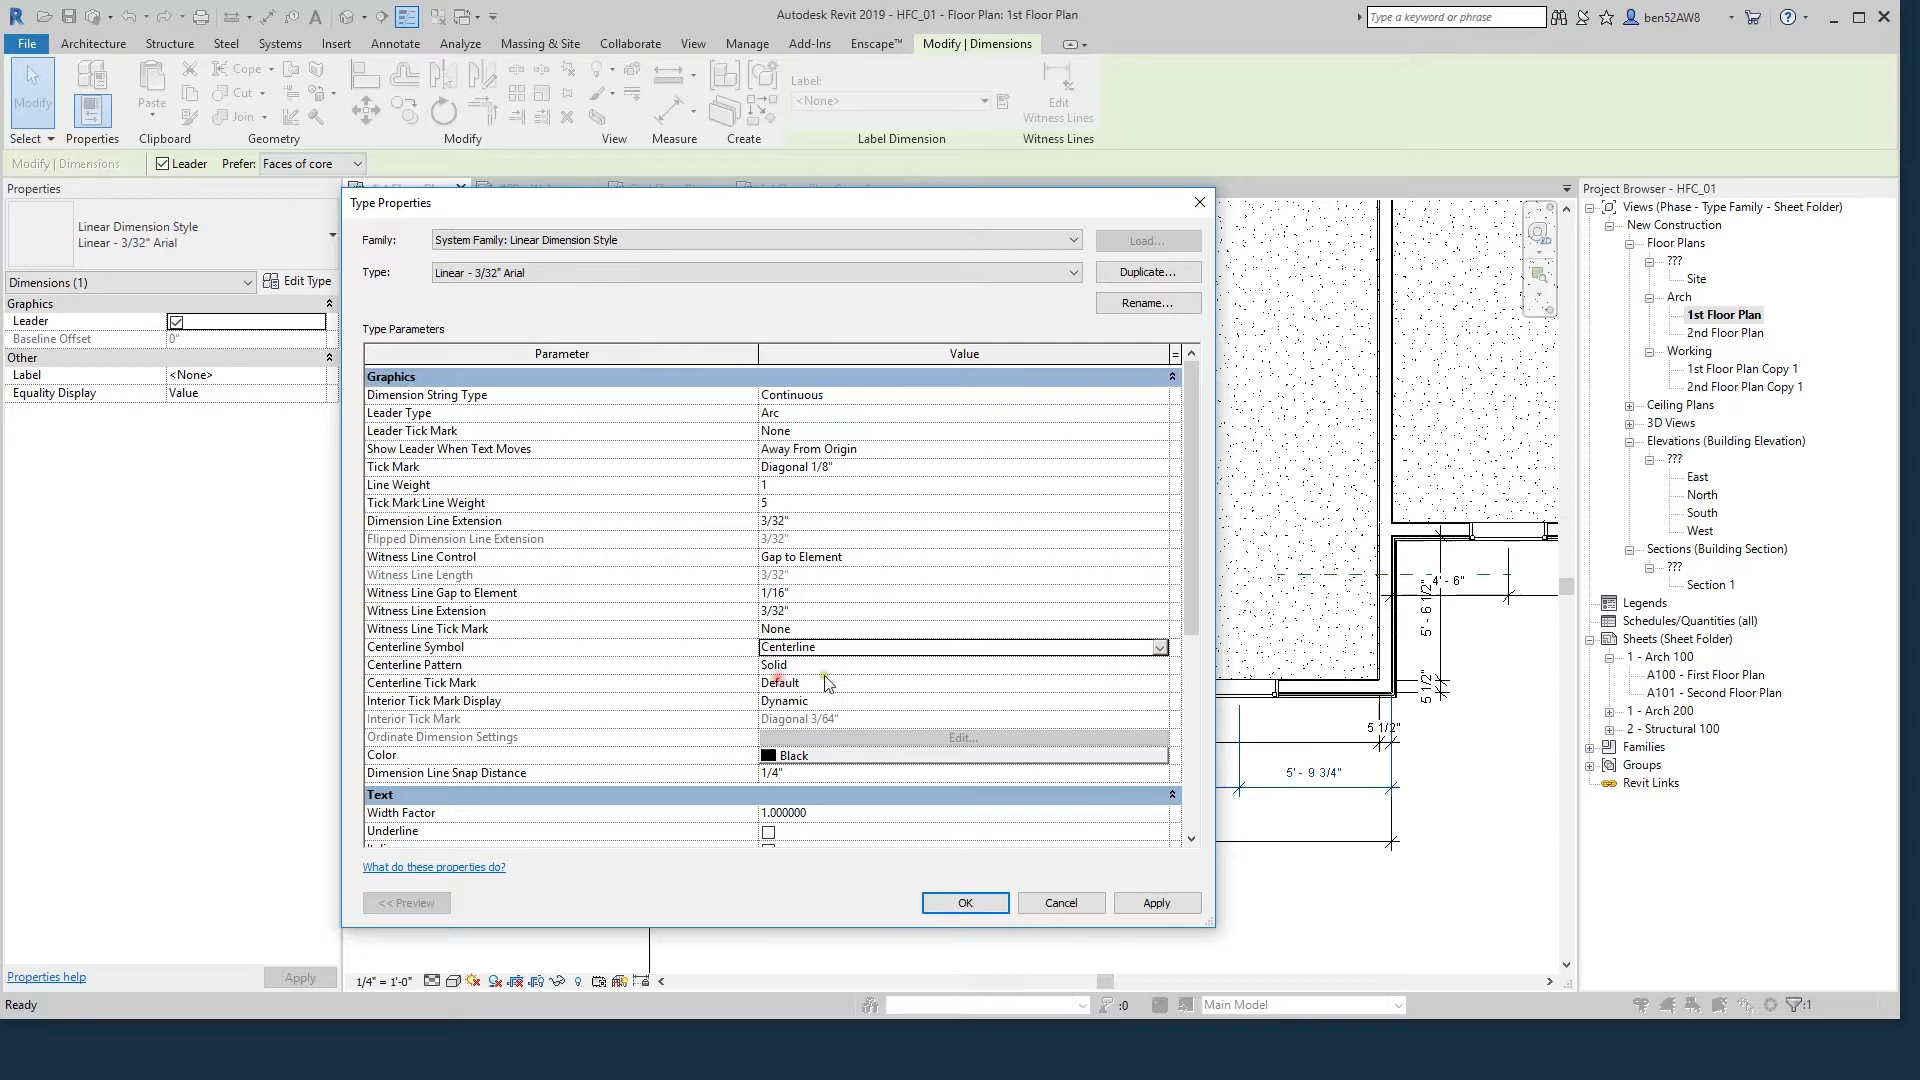 Autodesk Revit 2019 - HFC_01 - Floor Plan: 1st Floor Plan
Type a keyword or phrase
ben52AW8
File Architecture Structure Steel Systems Insert Annotate Analyze Massing & Site Collaborate View Manage Add-Ins Enscape™ Modify | Dimensions
Modify
Paste
Cope
Cut
Join
Label:
<None>
Edit
Witness Lines
Select Properties Clipboard Geometry Modify View Measure Create Label Dimension Witness Lines
Modify | Dimensions Leader Prefer: Faces of core
Properties
Linear Dimension Style
Linear - 3/32" Arial
Dimensions (1) Edit Type
Graphics
Leader
Baseline Offset 0"
Other
Label <None>
Equality Display Value
Properties help Apply
Type Properties
Family: System Family: Linear Dimension Style Load...
Type: Linear - 3/32" Arial Duplicate...
Rename...
Type Parameters
Parameter Value =
Graphics
Dimension String Type Continuous
Leader Type Arc
Leader Tick Mark None
Show Leader When Text Moves Away From Origin
Tick Mark Diagonal 1/8"
Line Weight 1
Tick Mark Line Weight 5
Dimension Line Extension 3/32"
Flipped Dimension Line Extension 3/32"
Witness Line Control Gap to Element
Witness Line Length 3/32"
Witness Line Gap to Element 1/16"
Witness Line Extension 3/32"
Witness Line Tick Mark None
Centerline Symbol Centerline
Centerline Pattern Solid
Centerline Tick Mark Default
Interior Tick Mark Display Dynamic
Interior Tick Mark Diagonal 3/64"
Ordinate Dimension Settings Edit...
Color Black
Dimension Line Snap Distance 1/4"
Text
Width Factor 1.000000
Underline
What do these properties do?
<< Preview OK Cancel Apply
4' - 6"
5' - 6 1/2"
5 1/2"
5 1/2"
5' - 9 3/4"
Project Browser - HFC_01
Views (Phase - Type Family - Sheet Folder)
New Construction
Floor Plans
???
Site
Arch
1st Floor Plan
2nd Floor Plan
Working
1st Floor Plan Copy 1
2nd Floor Plan Copy 1
Ceiling Plans
3D Views
Elevations (Building Elevation)
???
East
North
South
West
Sections (Building Section)
???
Section 1
Legends
Schedules/Quantities (all)
Sheets (Sheet Folder)
1 - Arch 100
A100 - First Floor Plan
A101 - Second Floor Plan
1 - Arch 200
2 - Structural 100
Families
Groups
Revit Links
1/4" = 1'-0"
Ready :0 Main Model :1